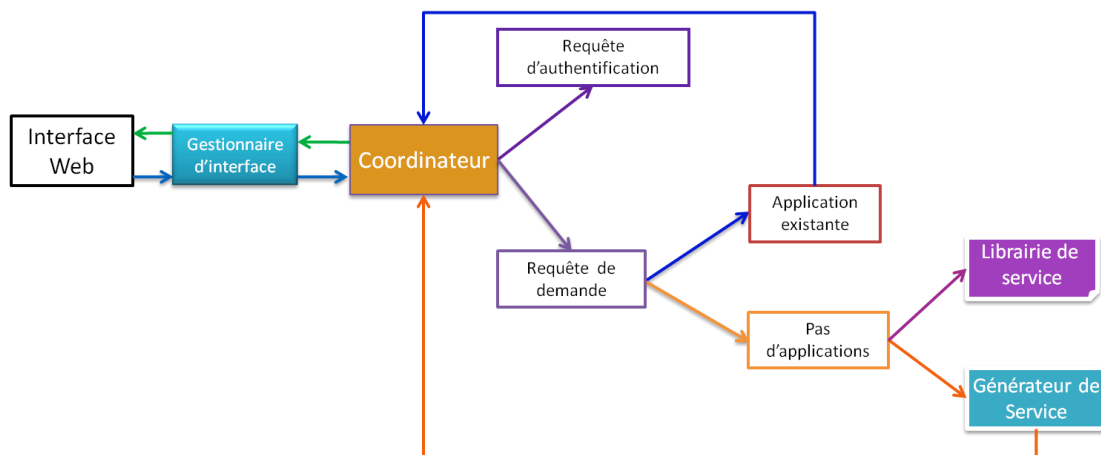 Requête
d'authentification
Interface
Web
Gestionnaire
d'interface
Coordinateur
Application
existante
Requête de
demande
Librairie de
service
Pas
d'applications
Générateur de
Service